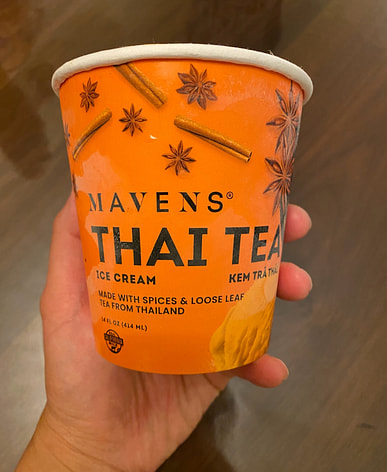 MAVENS®
THAI TEA
ICE CREAM
KEM TRÀ THÁI
MADE WITH SPICES & LOOSE LEAF
TEA FROM THAILAND
14 FL OZ (414 ML)